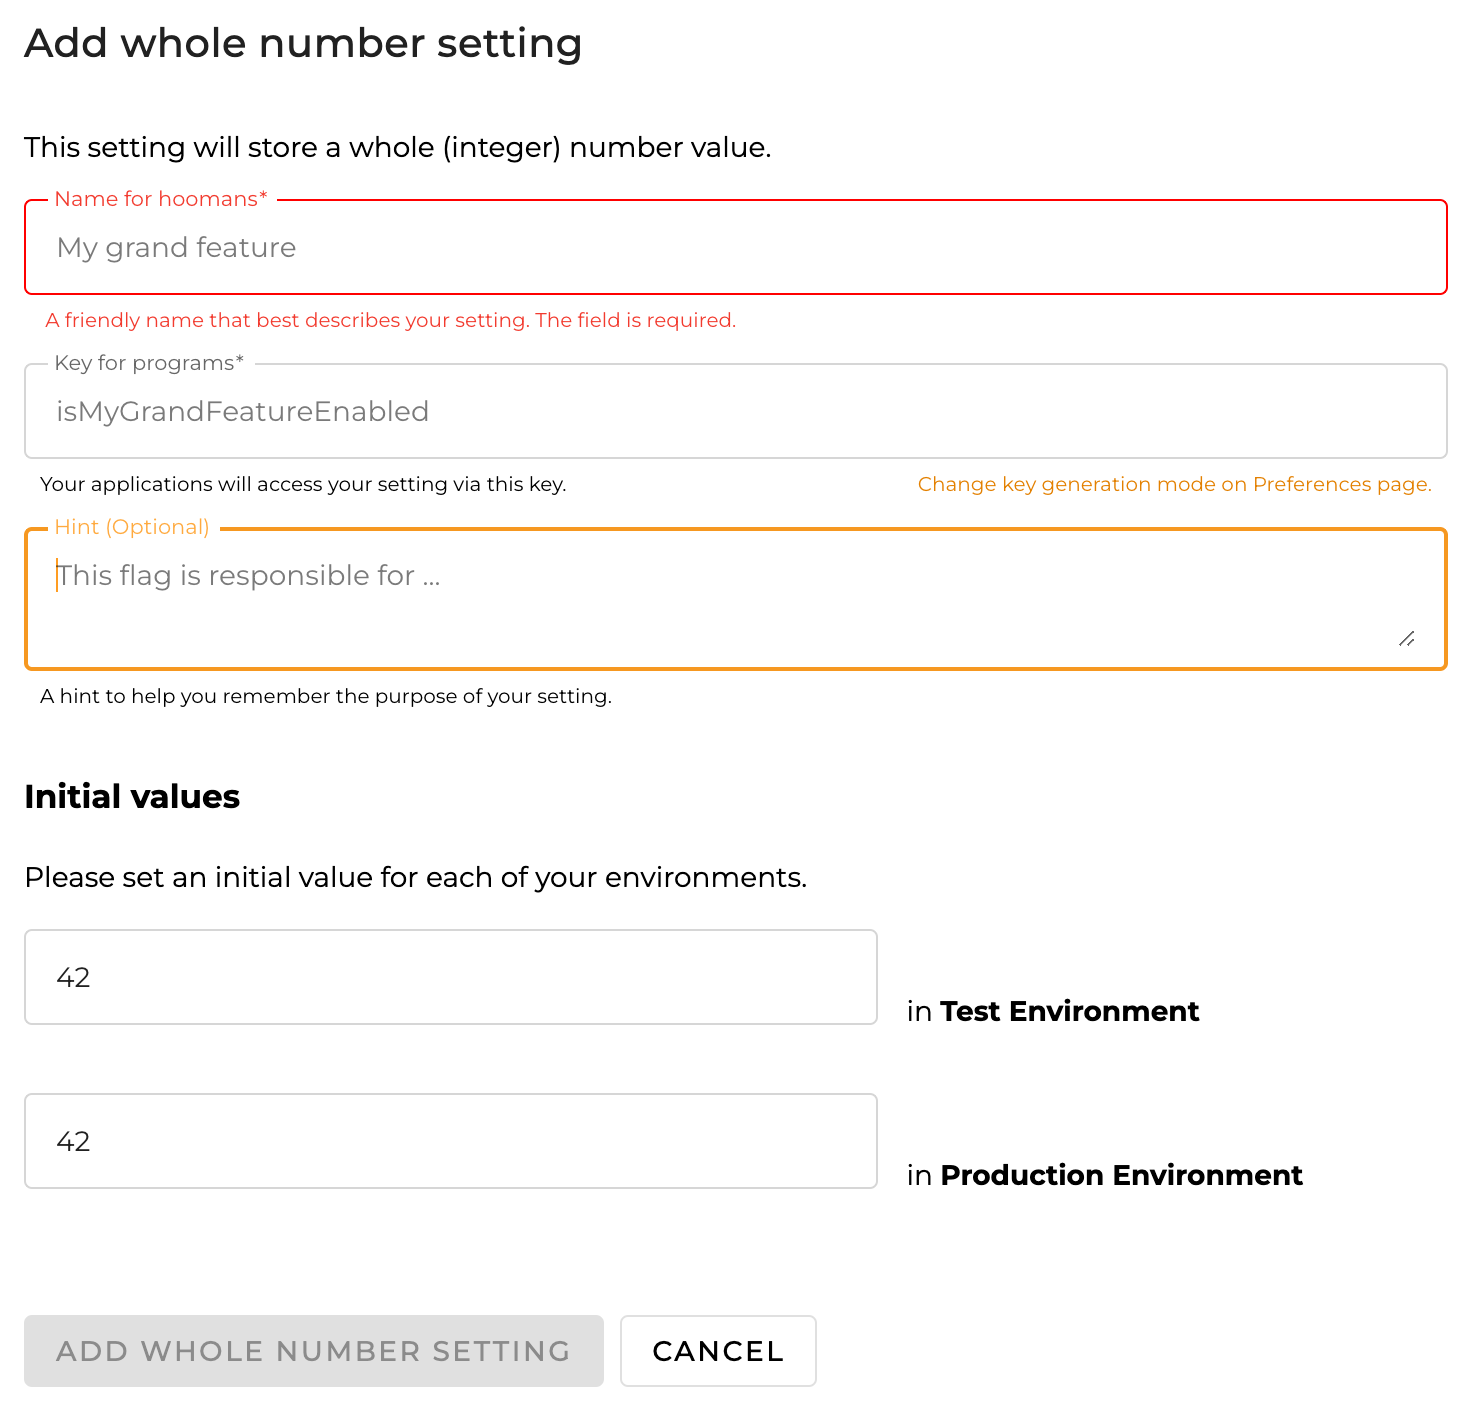 Add whole number setting
This setting will store a whole (integer) number value.
Name for hoomans*
My grand feature
A friendly name that best describes your setting. The field is required.
Key for programs*
isMyGrandFeatureEnabled
Your applications will access your setting via this key.
Change key generation mode on Preferences page.
Hint (Optional)
This flag is responsible for ...
A hint to help you remember the purpose of your setting.
Initial values
Please set an initial value for each of your environments.
42
in Test Environment
42
in Production Environment
ADD WHOLE NUMBER SETTING
CANCEL